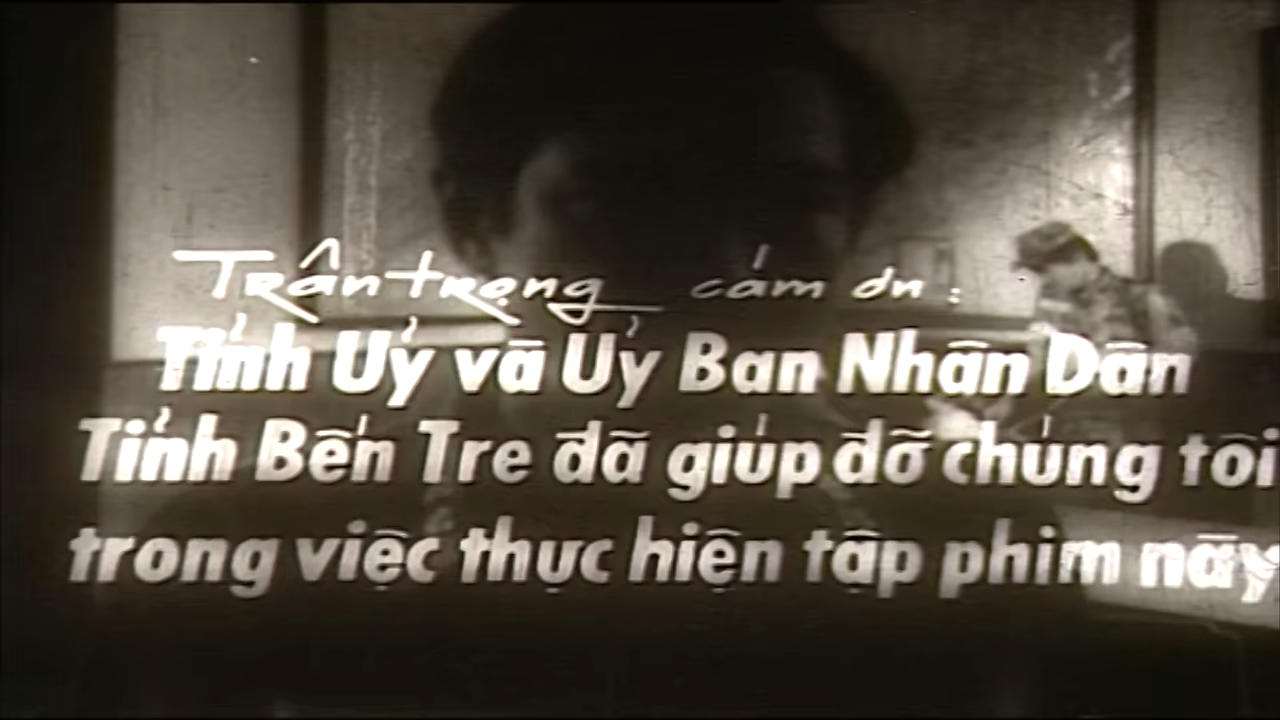 Trân trọng cám ơn :
Tỉnh Uỷ và Uỷ Ban Nhân Dân
Tỉnh Bến Tre đã giúp đỡ chúng tôi
trong việc thực hiện tập phim này